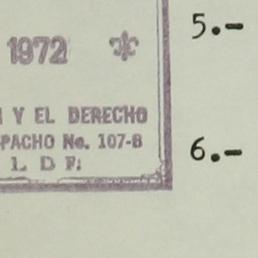 5.-
1972
Y EL DERECHO
PACHO No. 107-B
L. D F.
6.-